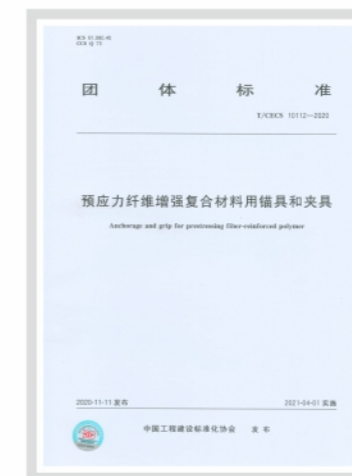 团体标准
T/CECS 10112—2020
预应力纤维增强复合材料用锚具和夹具
Anchorage and grip for prestressing fiber-reinforced polymer
2020-11-11 发布
2021-04-01 实施
中国工程建设标准化协会 发布